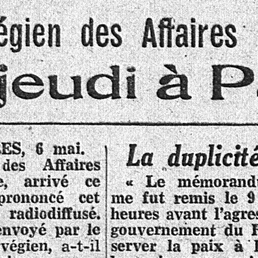 égien des Affaires
jeudi à Pa
ES, 6 mai.
des Affaires
e, arrivé ce
prononcé cet
radiodiffusé.
envoyé par le
végien, a-t-il
La duplicité
« Le mémorandu
me fut remis le 9
heures avant l'agres
gouvernement du R
server la paix à l